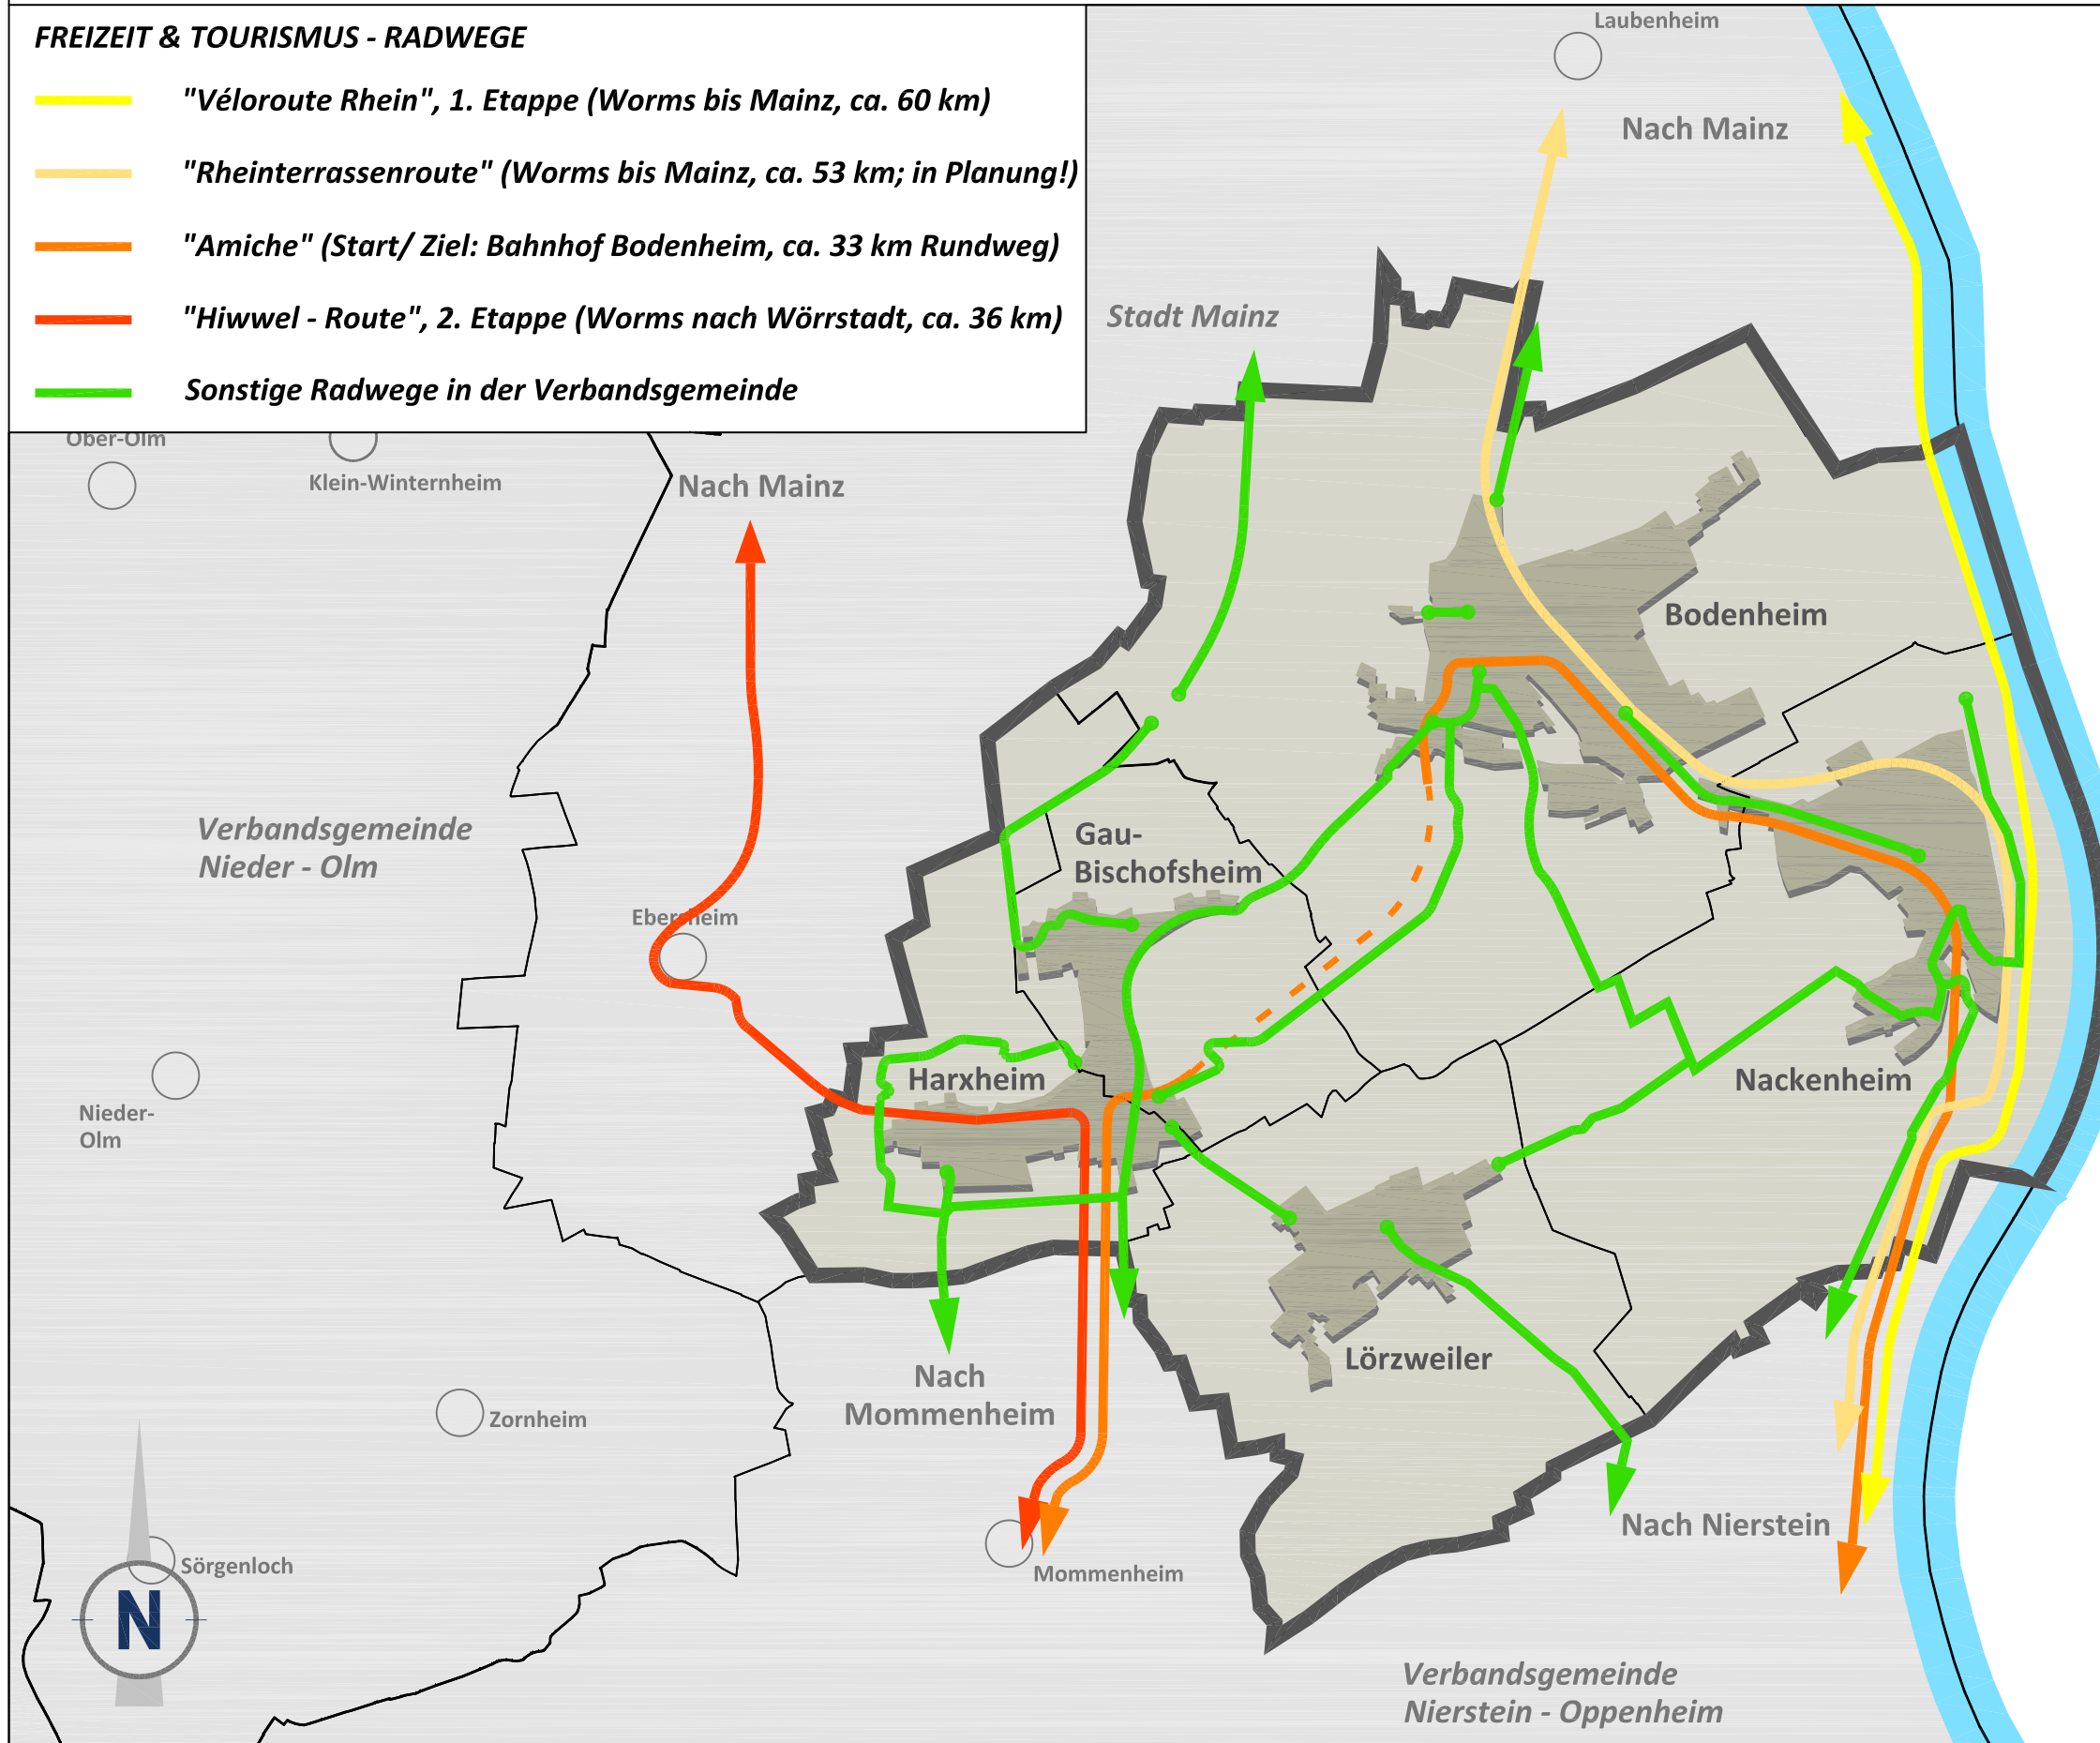 FREIZEIT & TOURISMUS - RADWEGE
"Véloroute Rhein", 1. Etappe (Worms bis Mainz, ca. 60 km)
"Rheinterrassenroute" (Worms bis Mainz, ca. 53 km; in Planung!)
"Amiche" (Start/ Ziel: Bahnhof Bodenheim, ca. 33 km Rundweg)
"Hiwwel - Route", 2. Etappe (Worms nach Wörrstadt, ca. 36 km)
Sonstige Radwege in der Verbandsgemeinde
Laubenheim
Nach Mainz
Stadt Mainz
Ober-Olm
Klein-Winternheim
Nach Mainz
Bodenheim
Verbandsgemeinde
Nieder - Olm
Gau-
Bischofsheim
Ebersheim
Harxheim
Nackenheim
Nieder-
Olm
Lörzweiler
Nach
Mommenheim
Zornheim
Nach Nierstein
Sörgenloch
Mommenheim
N
Verbandsgemeinde
Nierstein - Oppenheim